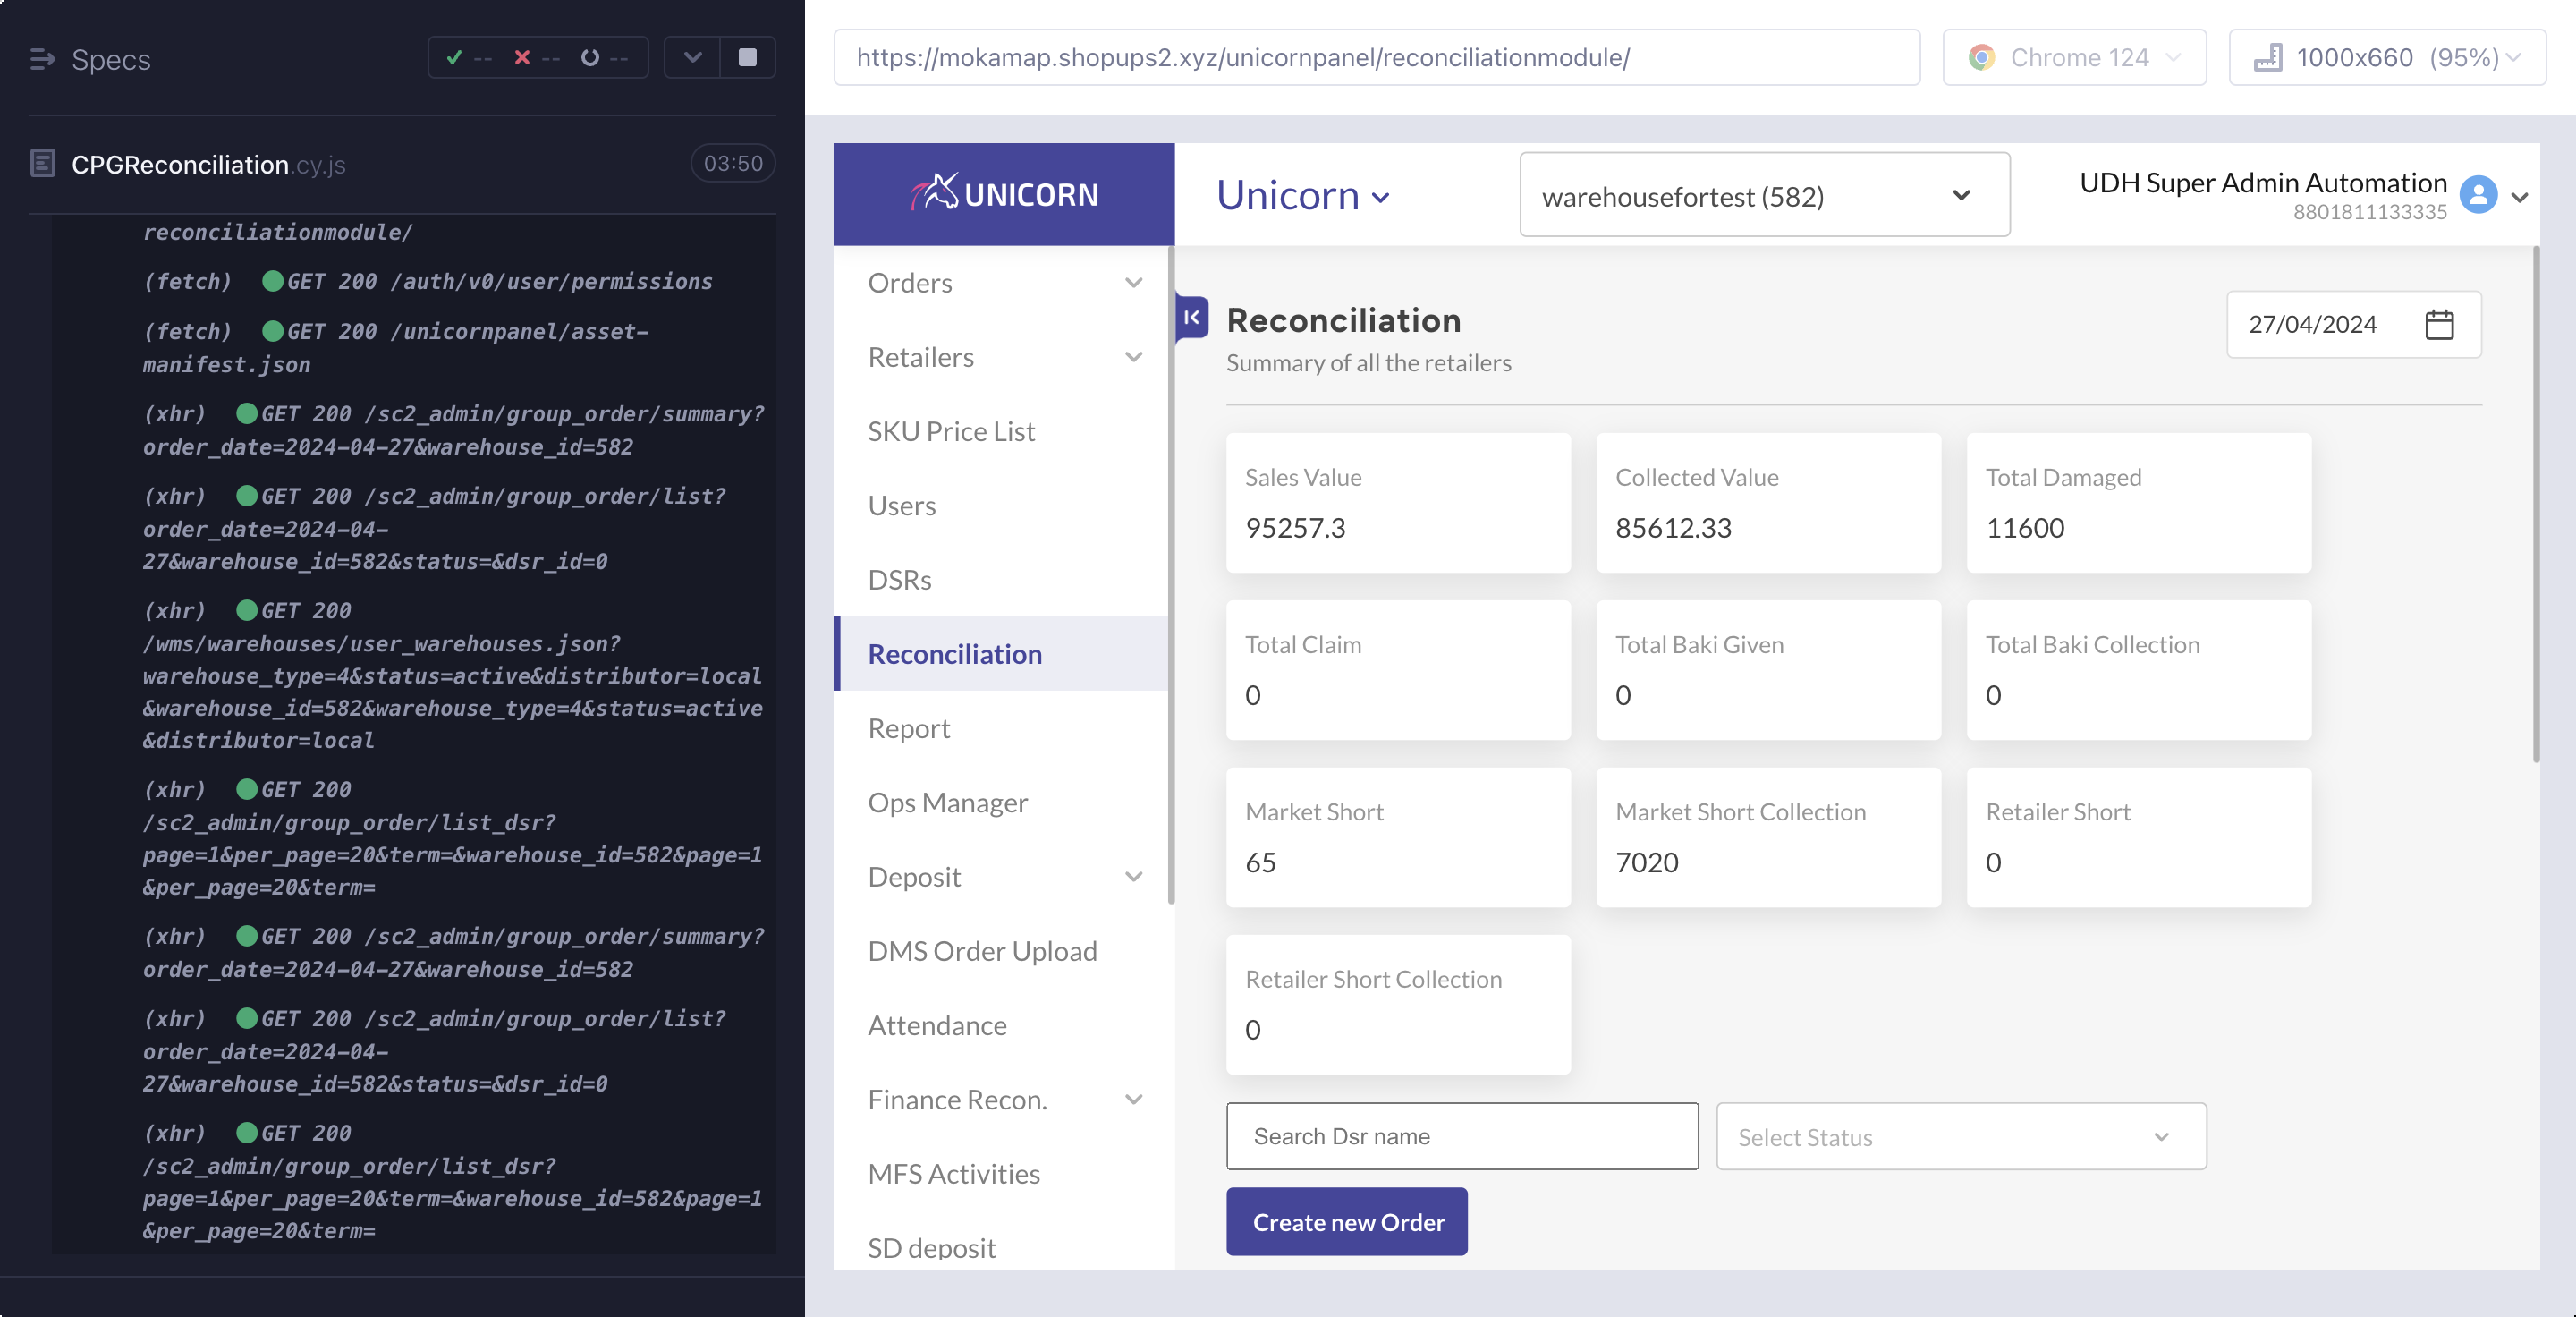 Specs
-- -- --
CPGReconciliation.cy.js
03:50
reconciliationmodule/
(fetch) GET 200 /auth/v0/user/permissions
(fetch) GET 200 /unicornpanel/asset-
manifest.json
(xhr) GET 200 /sc2_admin/group_order/summary?
order_date=2024-04-27&warehouse_id=582
(xhr) GET 200 /sc2_admin/group_order/list?
order_date=2024-04-
27&warehouse_id=582&status=&dsr_id=0
(xhr) GET 200
/wms/warehouses/user_warehouses.json?
warehouse_type=4&status=active&distributor=local
&warehouse_id=582&warehouse_type=4&status=active
&distributor=local
(xhr) GET 200
/sc2_admin/group_order/list_dsr?
page=1&per_page=20&term=&warehouse_id=582&page=1
&per_page=20&term=
(xhr) GET 200 /sc2_admin/group_order/summary?
order_date=2024-04-27&warehouse_id=582
(xhr) GET 200 /sc2_admin/group_order/list?
order_date=2024-04-
27&warehouse_id=582&status=&dsr_id=0
(xhr) GET 200
/sc2_admin/group_order/list_dsr?
page=1&per_page=20&term=&warehouse_id=582&page=1
&per_page=20&term=
https://mokamap.shopups2.xyz/unicornpanel/reconciliationmodule/
Chrome 124
1000x660 (95%)
UNICORN
Unicorn
warehousefortest (582)
UDH Super Admin Automation
8801811133335
Orders
Retailers
SKU Price List
Users
DSRs
Reconciliation
Report
Ops Manager
Deposit
DMS Order Upload
Attendance
Finance Recon.
MFS Activities
SD deposit
Reconciliation
Summary of all the retailers
27/04/2024
Sales Value
95257.3
Collected Value
85612.33
Total Damaged
11600
Total Claim
0
Total Baki Given
0
Total Baki Collection
0
Market Short
65
Market Short Collection
7020
Retailer Short
0
Retailer Short Collection
0
Search Dsr name
Select Status
Create new Order